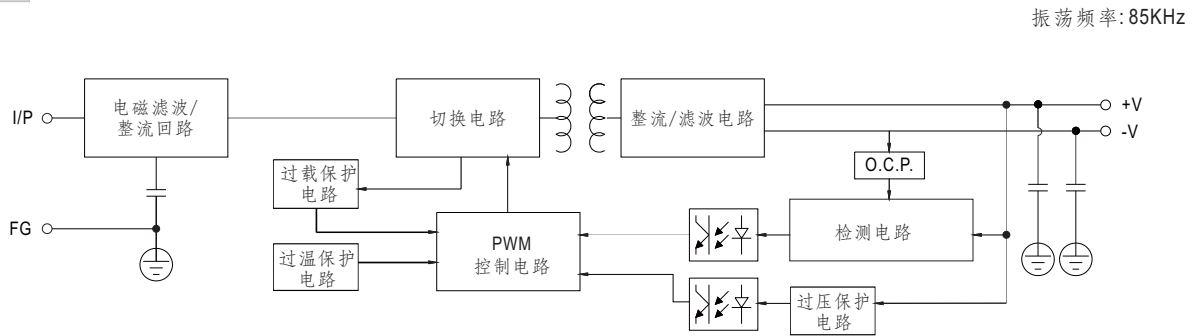 振荡频率: 85KHz
I/P
电磁滤波/
整流回路
切换电路
整流/滤波电路
+V
-V
O.C.P.
过载保护
电路
FG
PWM
控制电路
检测电路
过温保护
电路
过压保护
电路